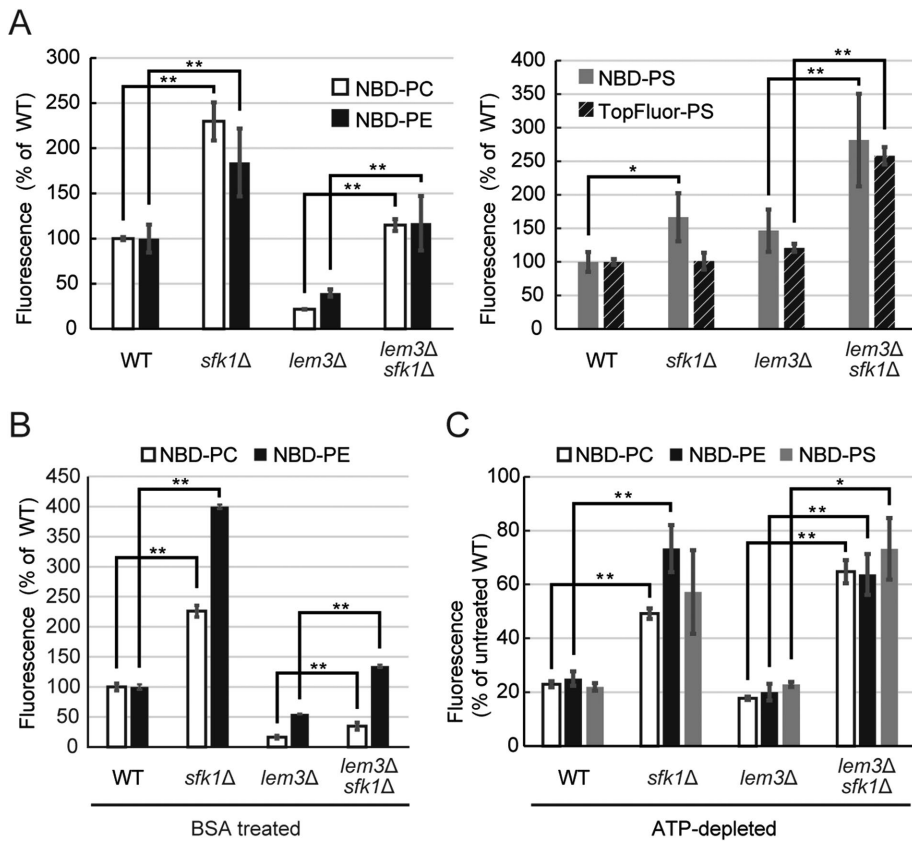 A
Fluorescence (% of WT)
300
250
200
150
100
50
0
** **
** **
NBD-PC
NBD-PE
WT sfk1Δ lem3Δ lem3Δ
sfk1Δ
Fluorescence (% of WT)
400
350
300
250
200
150
100
50
0
NBD-PS
TopFluor-PS
*
**
**
WT sfk1Δ lem3Δ lem3Δ
sfk1Δ
B
NBD-PC NBD-PE
Fluorescence (% of WT)
450
400
350
300
250
200
150
100
50
0
**
**
**
**
WT sfk1Δ lem3Δ lem3Δ
sfk1Δ
BSA treated
C
NBD-PC NBD-PE NBD-PS
Fluorescence
(% of untreated WT)
100
80
60
40
20
0
**
**
*
**
**
WT sfk1Δ lem3Δ lem3Δ
sfk1Δ
ATP-depleted